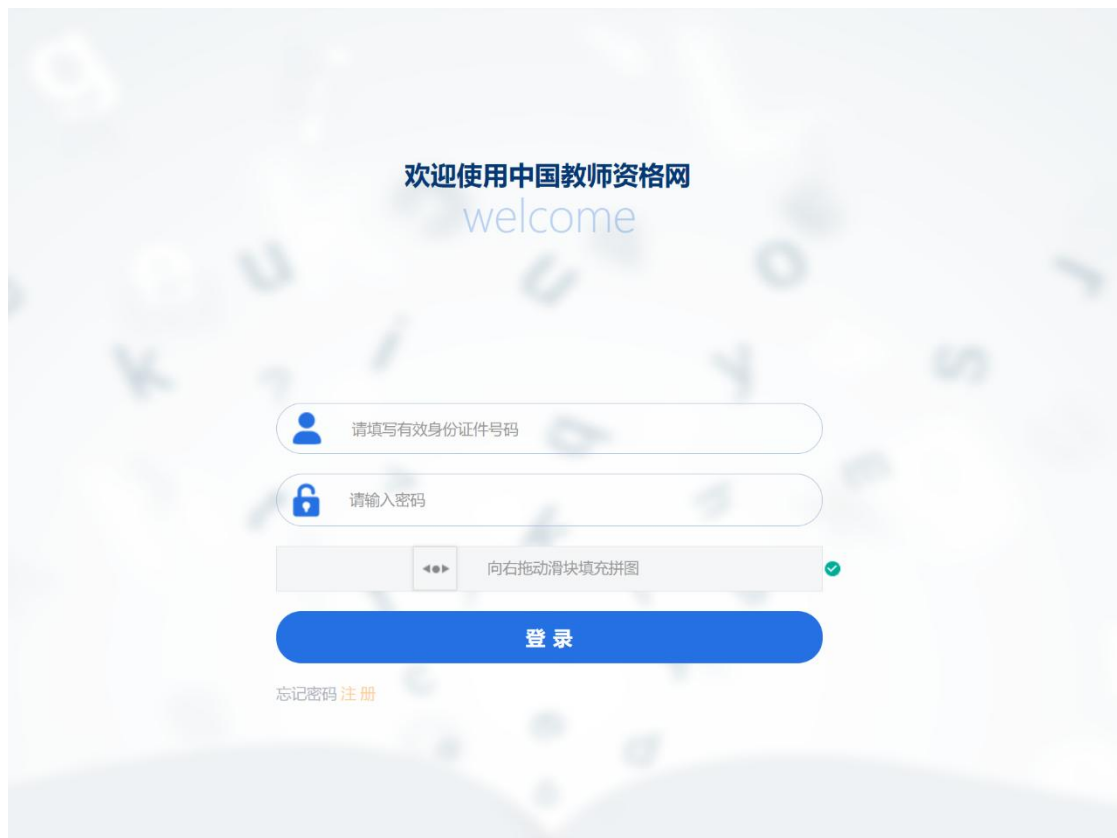 欢迎使用中国教师资格网
welcome
请填写有效身份证件号码
请输入密码
向右拖动滑块填充拼图
登 录
忘记密码 注 册